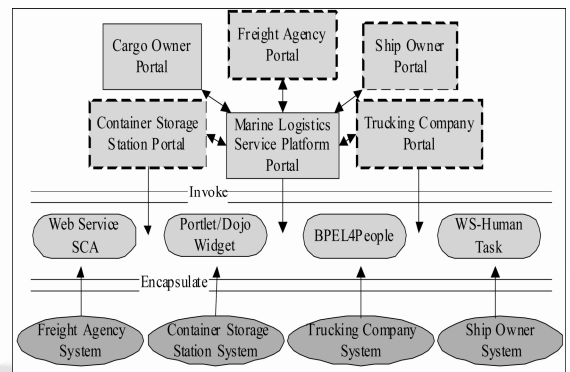 Cargo Owner
Portal
Freight Agency
Portal
Ship Owner
Portal
Container Storage
Station Portal
Marine Logistics
Service Platform
Portal
Trucking Company
Portal
Invoke
Web Service
SCA
Portlet/Dojo
Widget
BPEL4People
WS-Human
Task
Encapsulate
Freight Agency
System
Container Storage
Station System
Trucking Company
System
Ship Owner
System